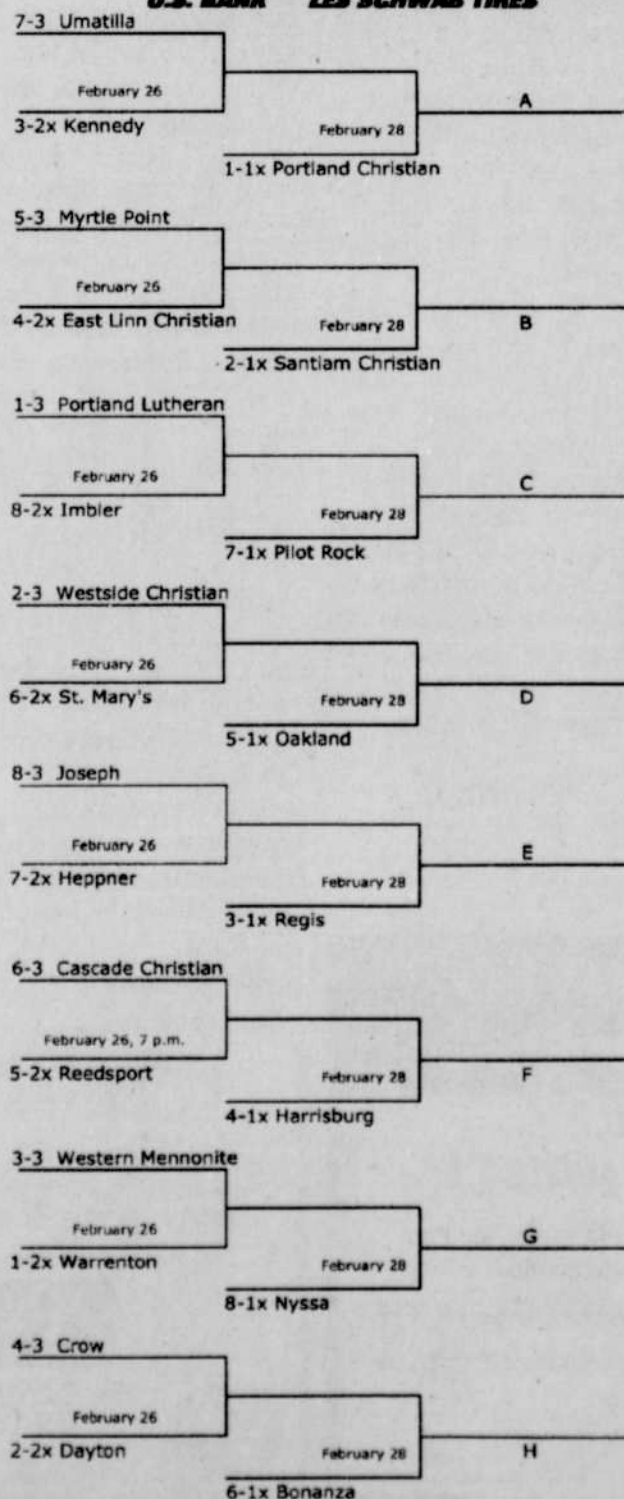 U.S. BANK LES SCHWAB TIRES
7-3 Umatilla
February 26
3-2x Kennedy
February 28
A
1-1x Portland Christian
5-3 Myrtle Point
February 26
4-2x East Linn Christian
February 28
B
2-1x Santiam Christian
1-3 Portland Lutheran
February 26
8-2x Imbler
February 28
C
7-1x Pilot Rock
2-3 Westside Christian
February 26
6-2x St. Mary's
February 28
D
5-1x Oakland
8-3 Joseph
February 26
7-2x Heppner
February 28
E
3-1x Regis
6-3 Cascade Christian
February 26, 7 p.m.
5-2x Reedsport
February 28
F
4-1x Harrisburg
3-3 Western Mennonite
February 26
1-2x Warrenton
February 28
G
8-1x Nyssa
4-3 Crow
February 26
2-2x Dayton
February 28
H
6-1x Bonanza